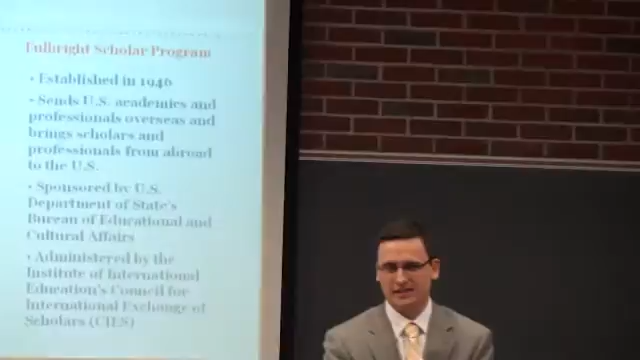 Fulbright Scholar Program
• Established in 1946
• Sends U.S. academics and
professionals overseas and
brings scholars and
professionals from abroad
to the U.S.
• Sponsored by U.S.
Department of State's
Bureau of Educational and
Cultural Affairs
• Administered by the
Institute of International
Education's Council for
International Exchange of
Scholars (CIES)